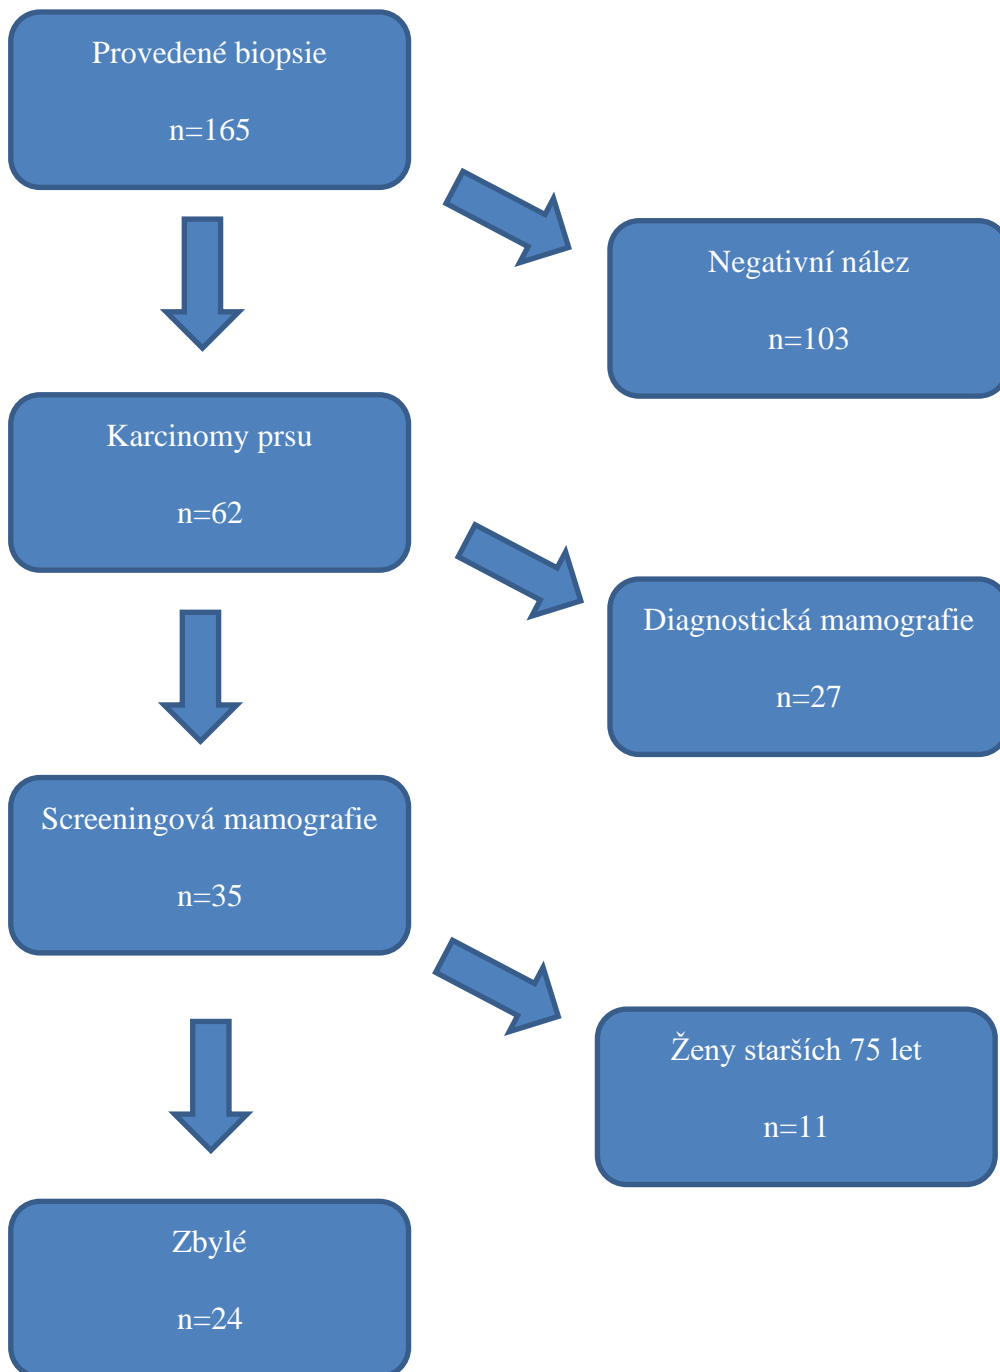 Provedené biopsie
n=165
Negativní nález
n=103
Karcinomy prsu
n=62
Diagnostická mamografie
n=27
Screeningová mamografie
n=35
Ženy starších 75 let
n=11
Zbylé
n=24